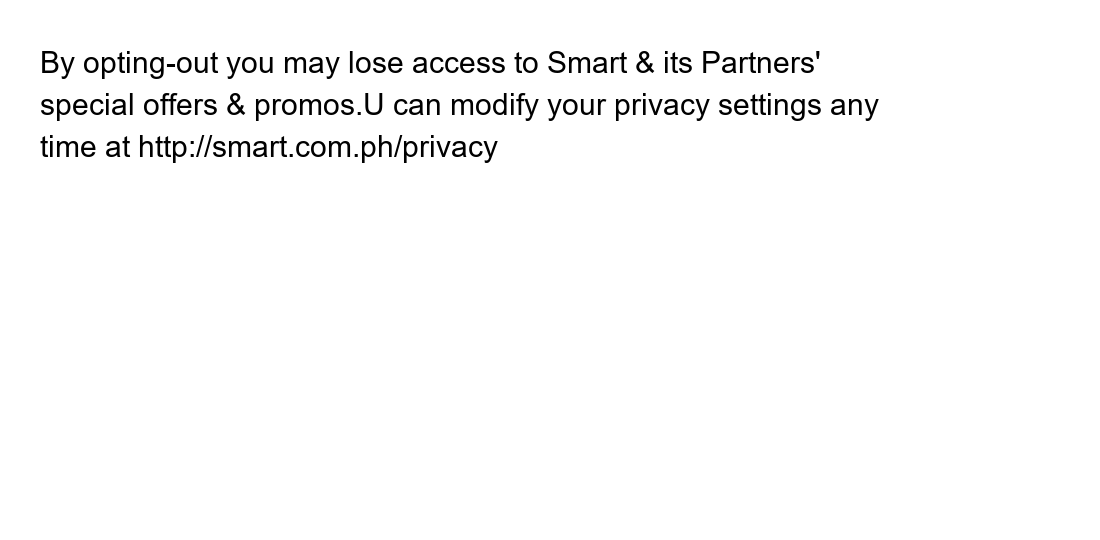 By opting-out you may lose access to Smart & its Partners'
special offers & promos.U can modify your privacy settings any
time at http://smart.com.ph/privacy